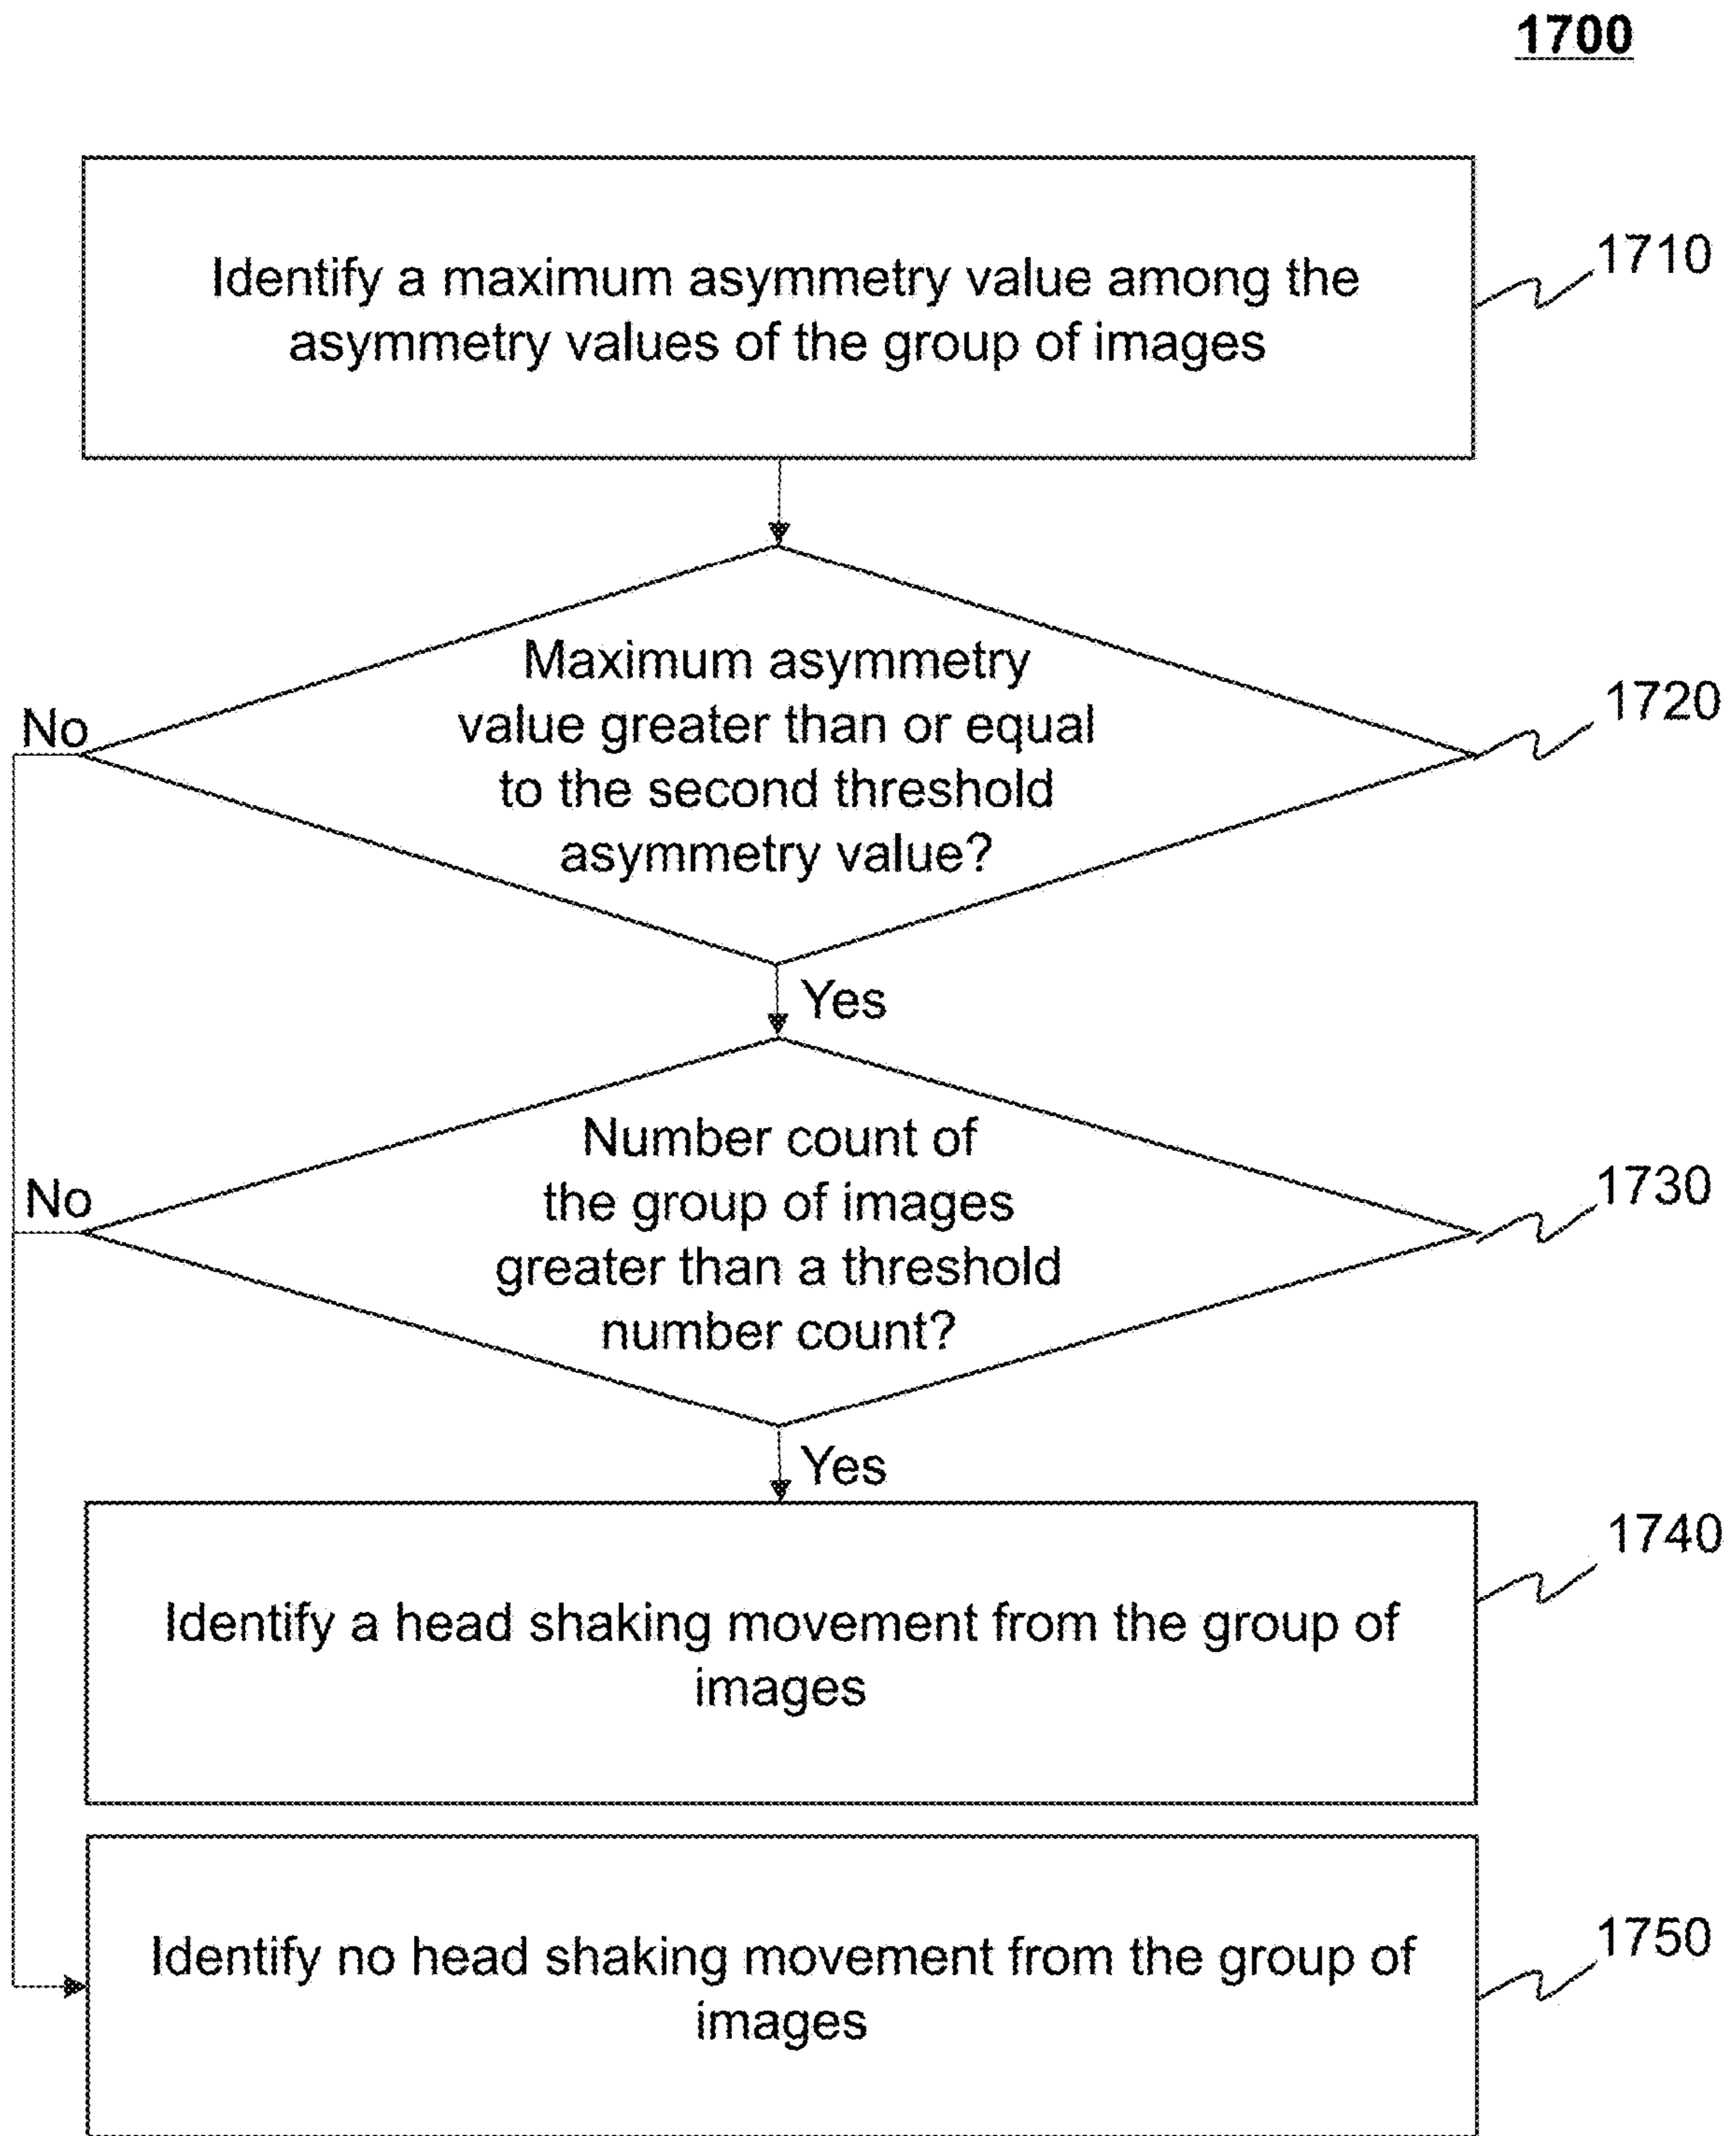 1700
Identify a maximum asymmetry value among the
asymmetry values of the group of images
1710
Maximum asymmetry
value greater than or equal
to the second threshold
asymmetry value?
1720
No
Yes
Number count of
the group of images
greater than a threshold
number count?
1730
No
Yes
Identify a head shaking movement from the group of
images
1740
Identify no head shaking movement from the group of
images
1750